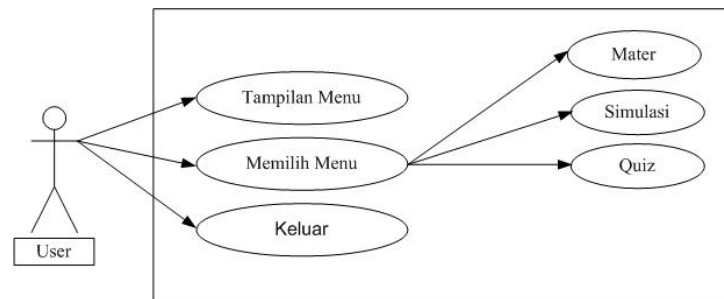 Mater
Tampilan Menu
Simulasi
Memilih Menu
Quiz
Keluar
User